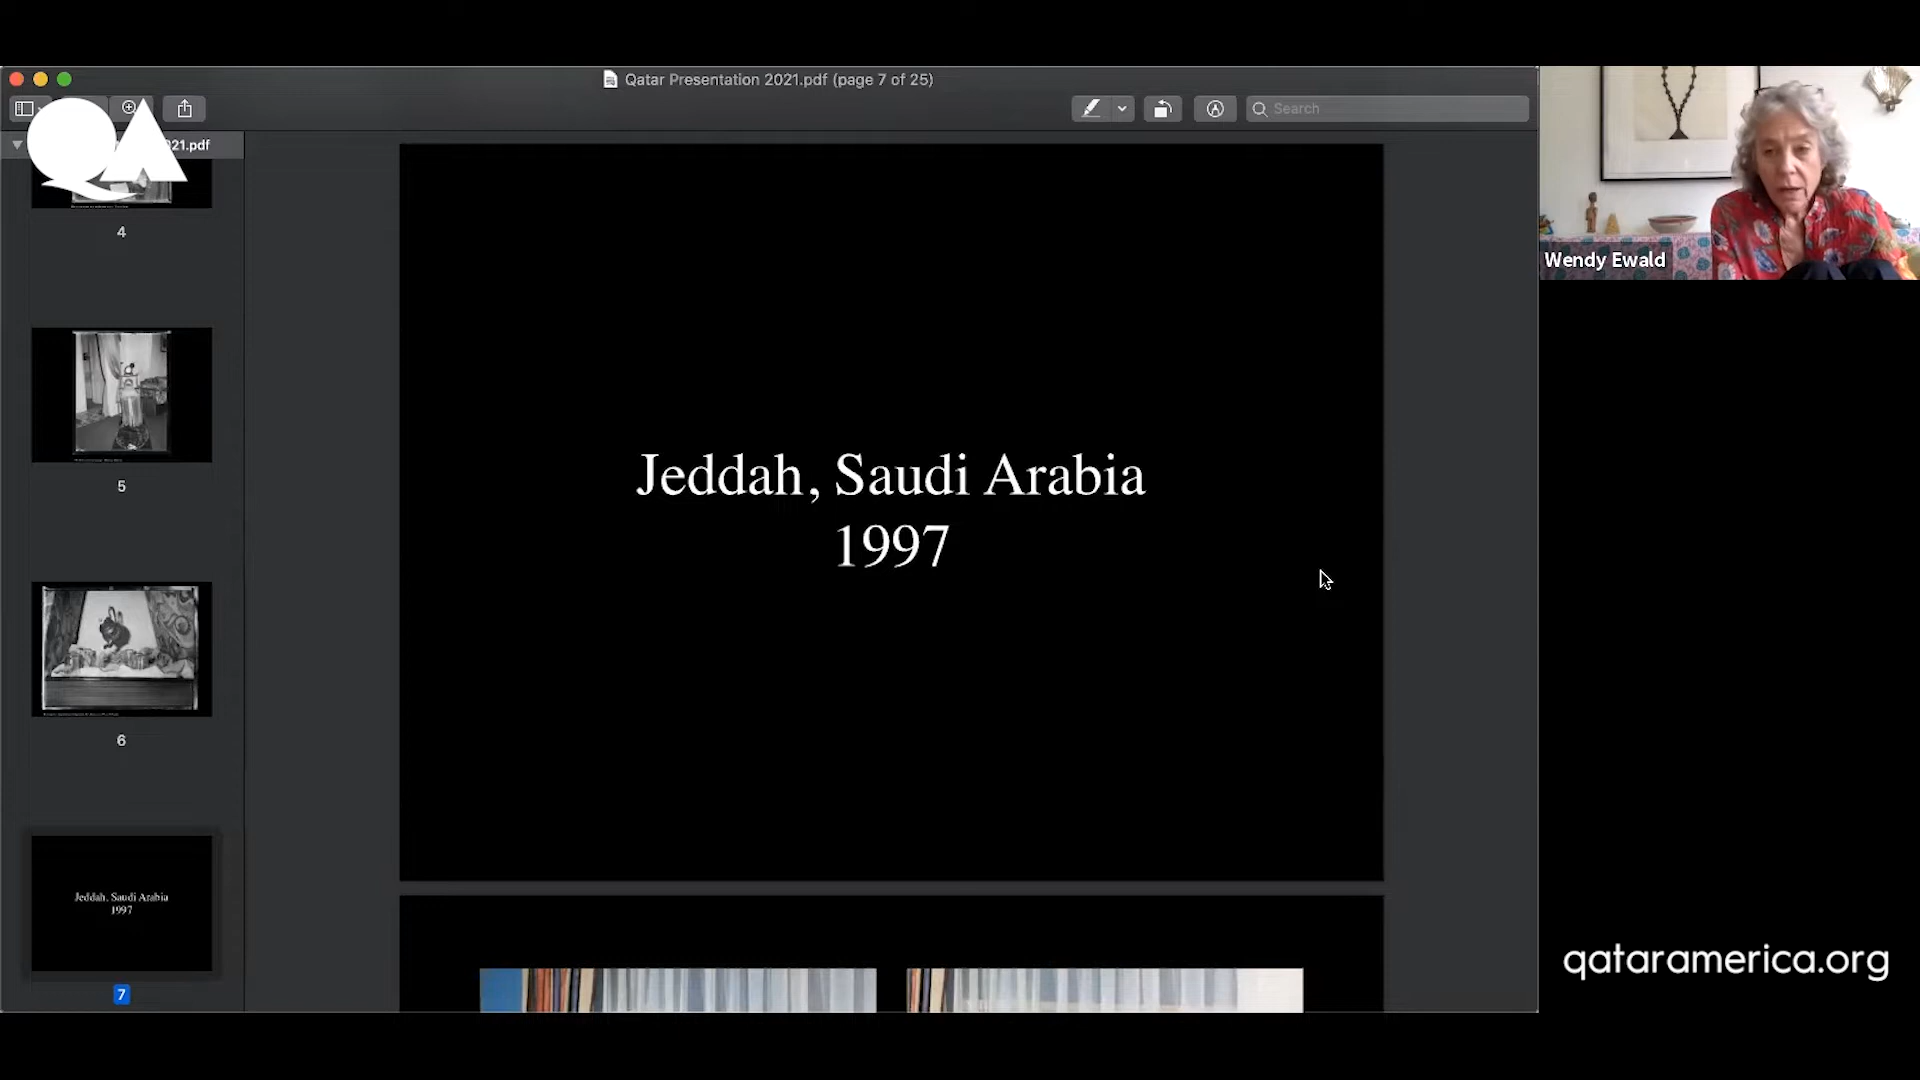 Qatar Presentation 2021.pdf (page 7 of 25)
Search
QA
21.pdf
4
5
6
Jeddah, Saudi Arabia
1997
7
Jeddah, Saudi Arabia
1997
Wendy Ewald
qataramerica.org